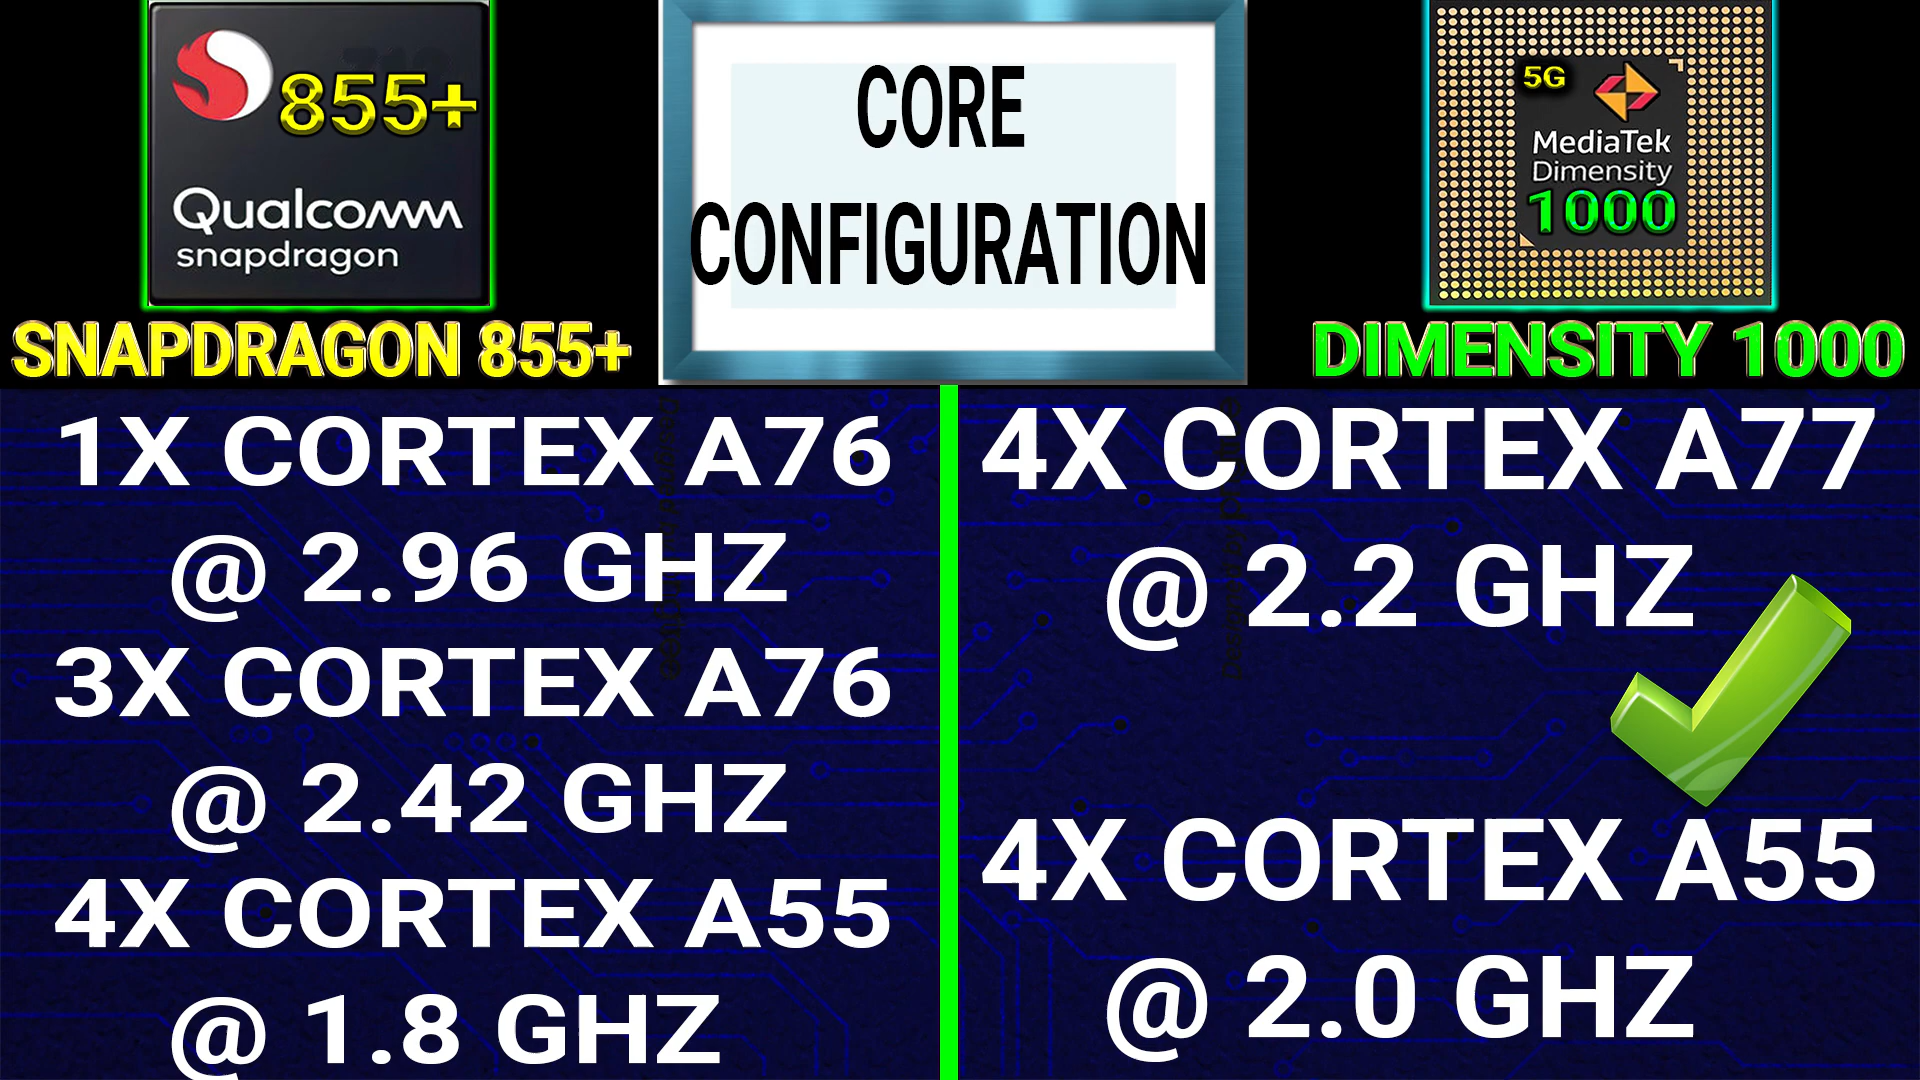 855+
Qualcomm
snapdragon
SNAPDRAGON 855+
CORE
CONFIGURATION
5G
MediaTek
Dimensity
1000
DIMENSITY 1000
1X CORTEX A76
@ 2.96 GHZ
3X CORTEX A76
@ 2.42 GHZ
4X CORTEX A55
@ 1.8 GHZ
4X CORTEX A77
@ 2.2 GHZ
4X CORTEX A55
@ 2.0 GHZ